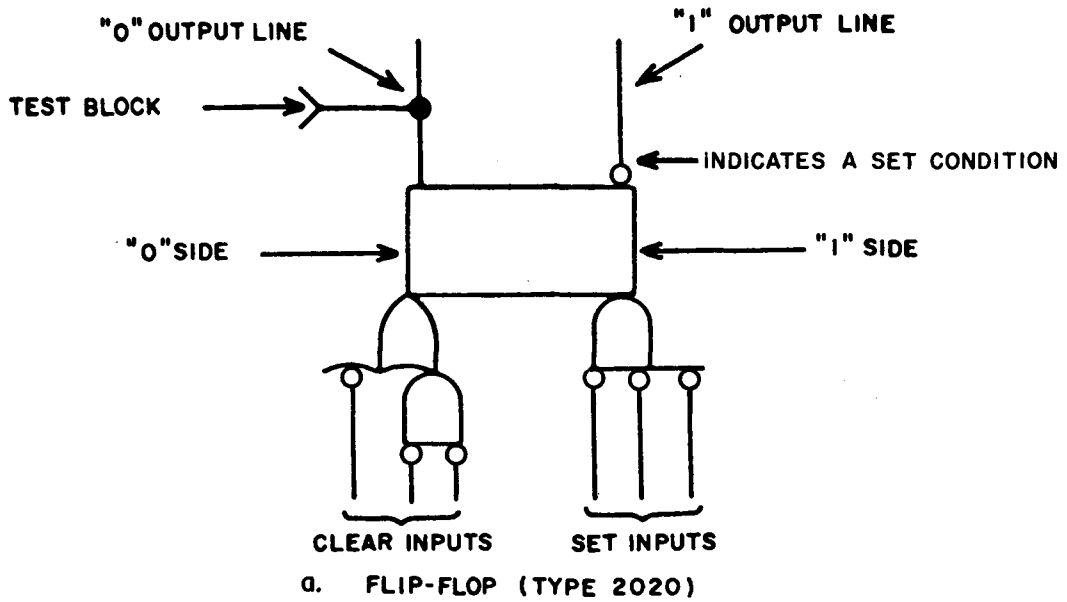 "0" OUTPUT LINE
"1" OUTPUT LINE
TEST BLOCK
INDICATES A SET CONDITION
"0" SIDE
"1" SIDE
CLEAR INPUTS
SET INPUTS
a. FLIP-FLOP (TYPE 2020)